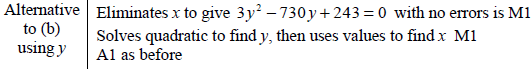 Alternative to (b) using y
Eliminates x to give 3y² – 730y + 243 = 0 with no errors is M1
Solves quadratic to find y, then uses values to find x M1
A1 as before